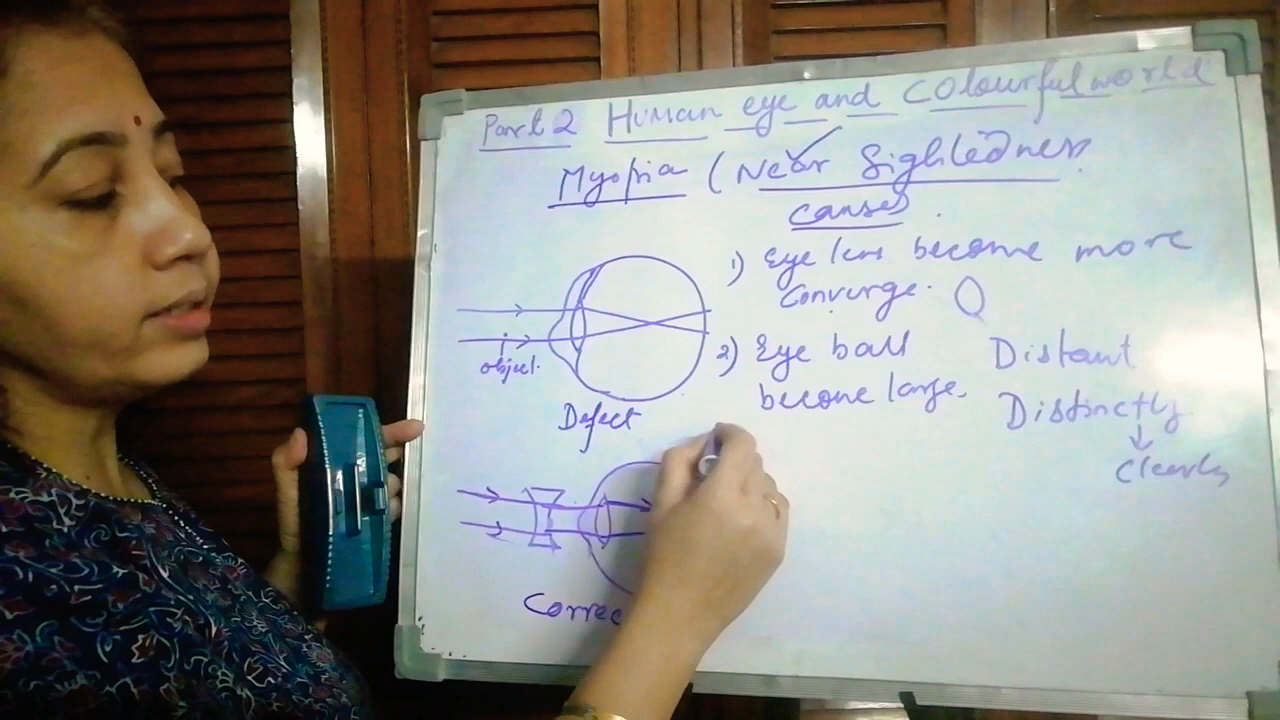 Part 2 Human eye and Colourful world
Myopia (Near Sightedness
causes.
1) Eye lens become more
Converge.
2) Eye ball
become large.
Distant
Distinctly
Clearly
object.
Defect
Correc